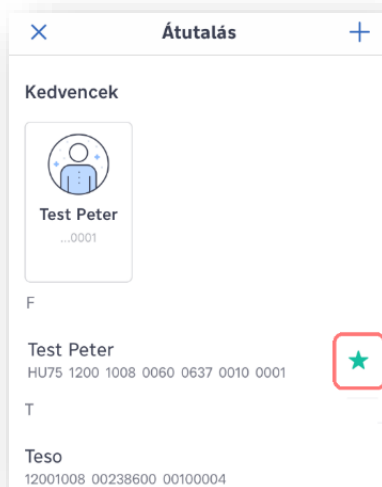 Átutalás
Kedvencek
Test Peter
...0001
F
Test Peter
HU75 1200 1008 0060 0637 0010 0001
T
Teso
12001008 00238600 00100004